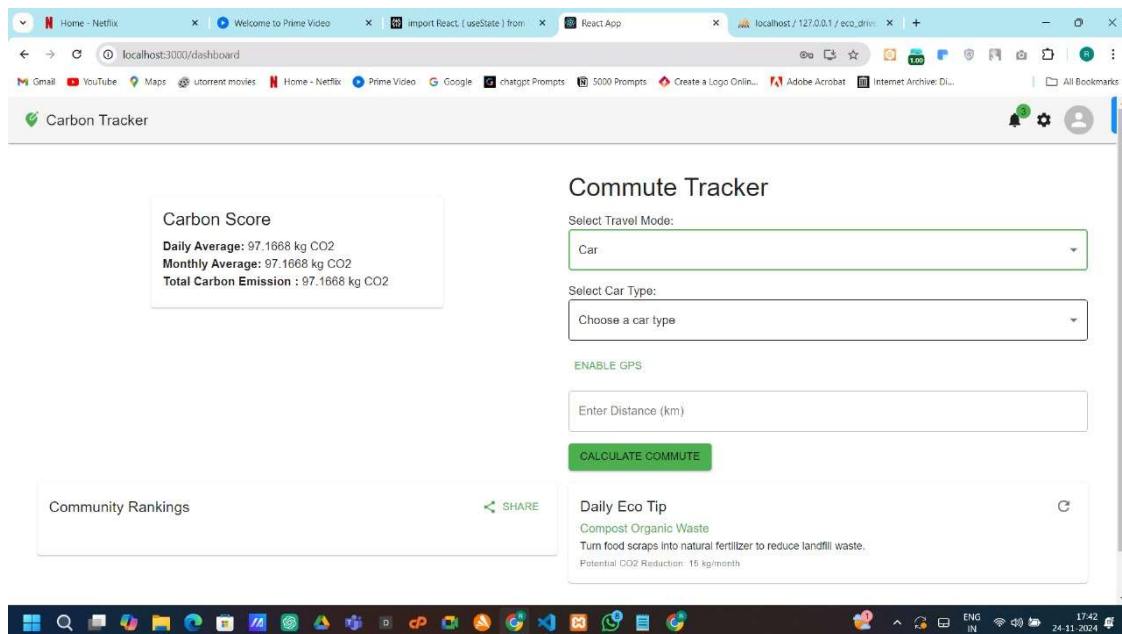 Home - Netflix
Welcome to Prime Video
import React, { useState } from
React App
localhost / 127.0.0.1 / eco_driv
localhost:3000/dashboard
1.00
R
Gmail
YouTube
Maps
utorrent movies
Home - Netflix
Prime Video
Google
chatgpt Prompts
5000 Prompts
Create a Logo Onlin...
Adobe Acrobat
Internet Archive: Di...
All Bookmarks
Carbon Tracker
3
Commute Tracker
Carbon Score
Daily Average: 97.1668 kg CO2
Monthly Average: 97.1668 kg CO2
Total Carbon Emission : 97.1668 kg CO2
Select Travel Mode:
Car
Select Car Type:
Choose a car type
ENABLE GPS
Enter Distance (km)
CALCULATE COMMUTE
Community Rankings
SHARE
Daily Eco Tip
Compost Organic Waste
Turn food scraps into natural fertilizer to reduce landfill waste.
Potential CO2 Reduction: 15 kg/month
ENG
IN
17:42
24-11-2024